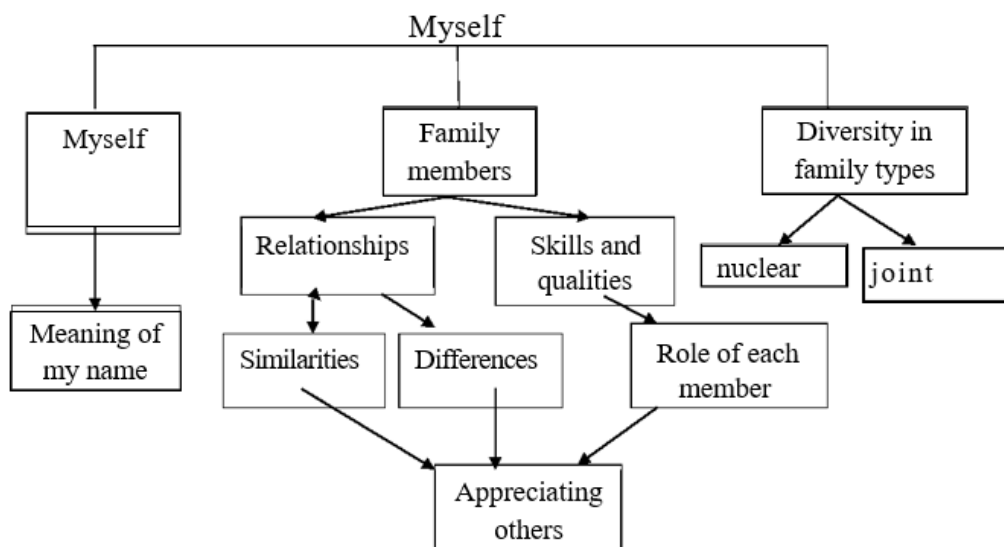 Myself
Myself
Family
members
Diversity in
family types
Relationships
Skills and
qualities
nuclear
joint
Meaning of
my name
Similarities
Differences
Role of each
member
Appreciating
others